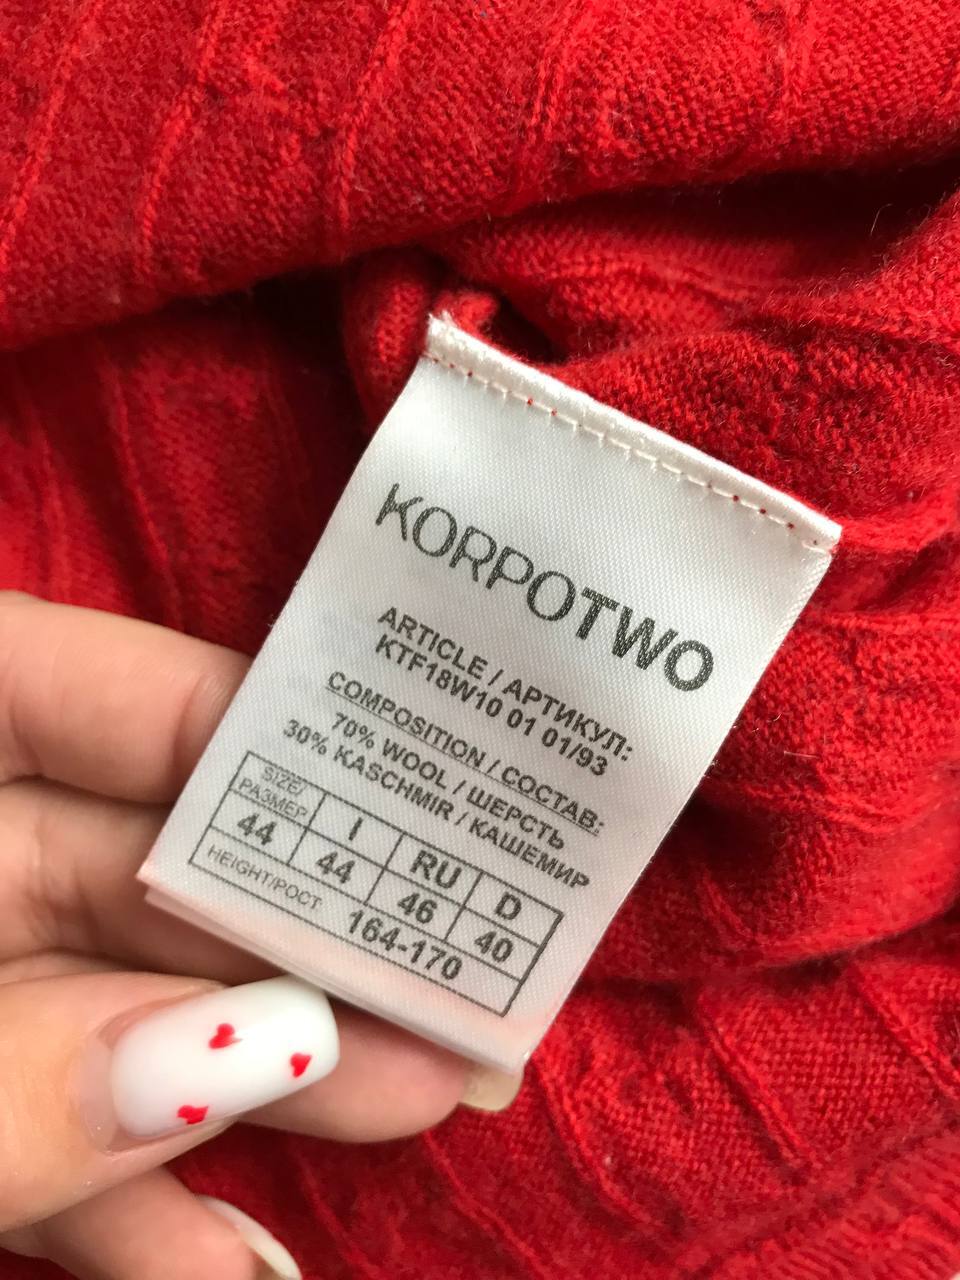 KORPOTWO
ARTICLE / АРТИКУЛ:
KTF18W10 01 01/93
COMPOSITION / СОСТАВ:
70% WOOL / ШЕРСТЬ
30% KASCHMIR / КАШЕМИР
SIZE/
РАЗМЕР I RU D
44 44 46 40
HEIGHT/РОСТ 164-170